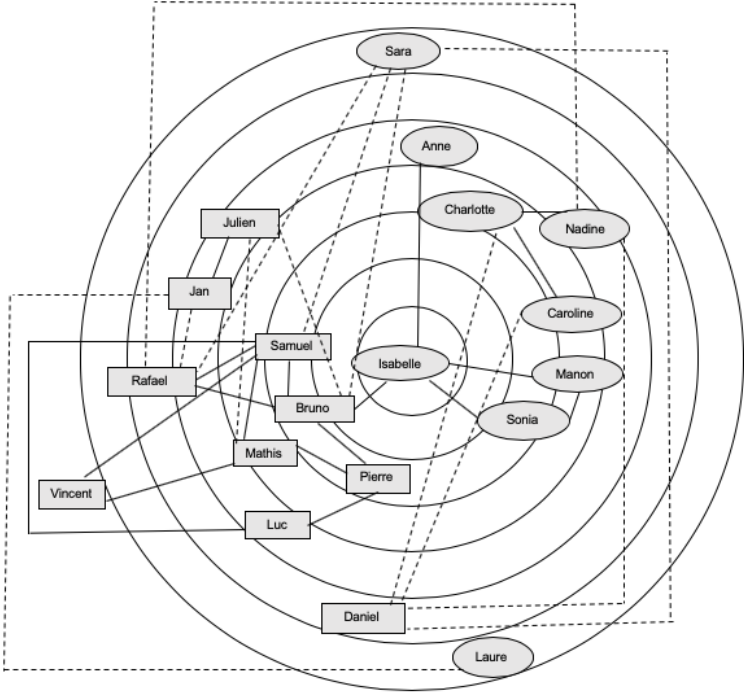 Sara
Anne
Charlotte
Julien
Nadine
Jan
Caroline
Samuel
Isabelle
Manon
Rafael
Bruno
Sonia
Mathis
Pierre
Vincent
Luc
Daniel
Laure